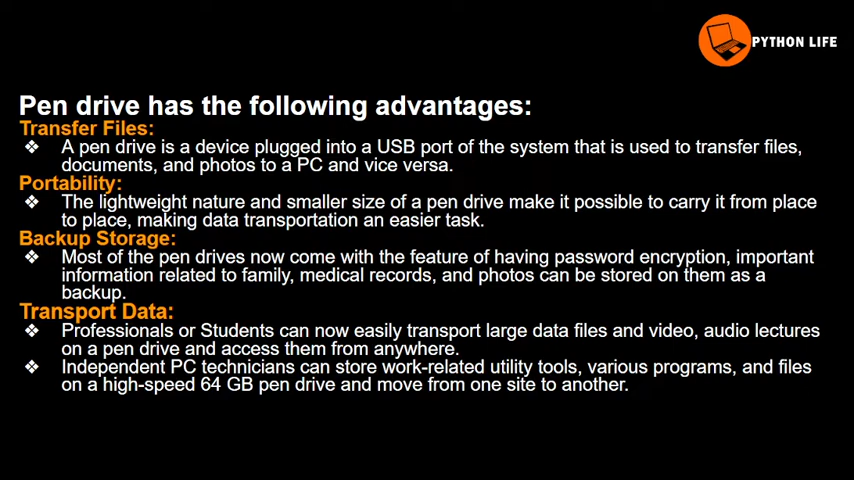 PYTHON LIFE
Pen drive has the following advantages:
Transfer Files:
❖ A pen drive is a device plugged into a USB port of the system that is used to transfer files,
documents, and photos to a PC and vice versa.
Portability:
❖ The lightweight nature and smaller size of a pen drive make it possible to carry it from place
to place, making data transportation an easier task.
Backup Storage:
❖ Most of the pen drives now come with the feature of having password encryption, important
information related to family, medical records, and photos can be stored on them as a
backup.
Transport Data:
❖ Professionals or Students can now easily transport large data files and video, audio lectures
on a pen drive and access them from anywhere.
❖ Independent PC technicians can store work-related utility tools, various programs, and files
on a high-speed 64 GB pen drive and move from one site to another.